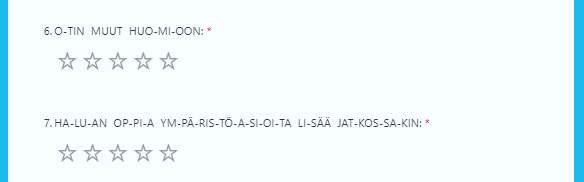 6. O-TIN MUUT HUO-MI-OON: *
7. HA-LU-AN OP-PI-A YM-PÄ-RIS-TÖ-A-SI-OI-TA LI-SÄÄ JAT-KOS-SA-KIN: *